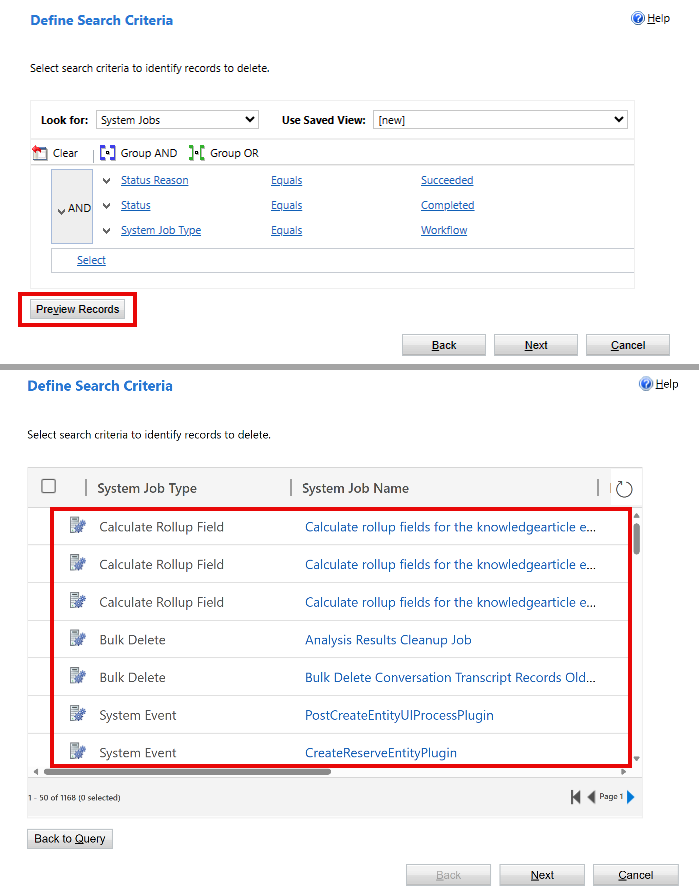 Define Search Criteria
Help
Select search criteria to identify records to delete.
Look for: System Jobs Use Saved View: [new]
Clear Group AND Group OR
Status Reason Equals Succeeded
AND Status Equals Completed
System Job Type Equals Workflow
Select
Preview Records
Back Next Cancel
Define Search Criteria
Help
Select search criteria to identify records to delete.
System Job Type System Job Name
Calculate Rollup Field Calculate rollup fields for the knowledgearticle e...
Calculate Rollup Field Calculate rollup fields for the knowledgearticle e...
Calculate Rollup Field Calculate rollup fields for the knowledgearticle e...
Bulk Delete Analysis Results Cleanup Job
Bulk Delete Bulk Delete Conversation Transcript Records Old...
System Event PostCreateEntityUIProcessPlugin
System Event CreateReserveEntityPlugin
1 - 50 of 1168 (0 selected) Page 1
Back to Query
Back Next Cancel